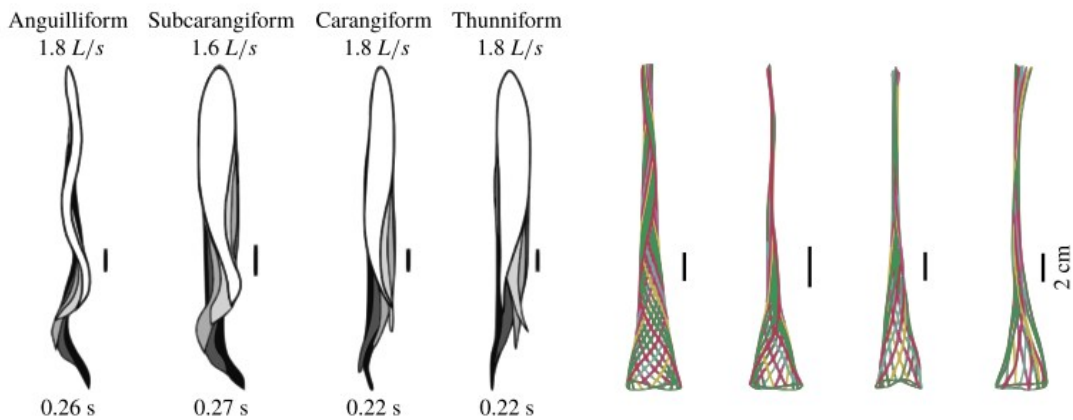 Anguilliform Subcarangiform Carangiform Thunniform
1.8 L/s 1.6 L/s 1.8 L/s 1.8 L/s
2 cm
0.26 s 0.27 s 0.22 s 0.22 s